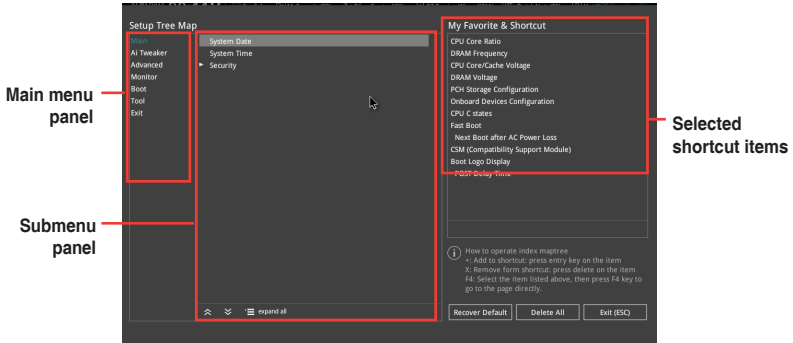 Setup Tree Map
Main
Ai Tweaker
Advanced
Monitor
Boot
Tool
Exit
System Date
System Time
Security
expand all
My Favorite & Shortcut
CPU Core Ratio
DRAM Frequency
CPU Core/Cache Voltage
DRAM Voltage
PCH Storage Configuration
Onboard Devices Configuration
CPU C states
Fast Boot
Next Boot after AC Power Loss
CSM (Compatibility Support Module)
Boot Logo Display
POST Delay Time
How to operate index maptree
+: Add to shortcut: press entry key on the item
X: Remove form shortcut: press delete on the item
F4: Select the item listed above, then press F4 key to
go to the page directly.
Recover Default
Delete All
Exit (ESC)
Main menu
panel
Submenu
panel
Selected
shortcut items